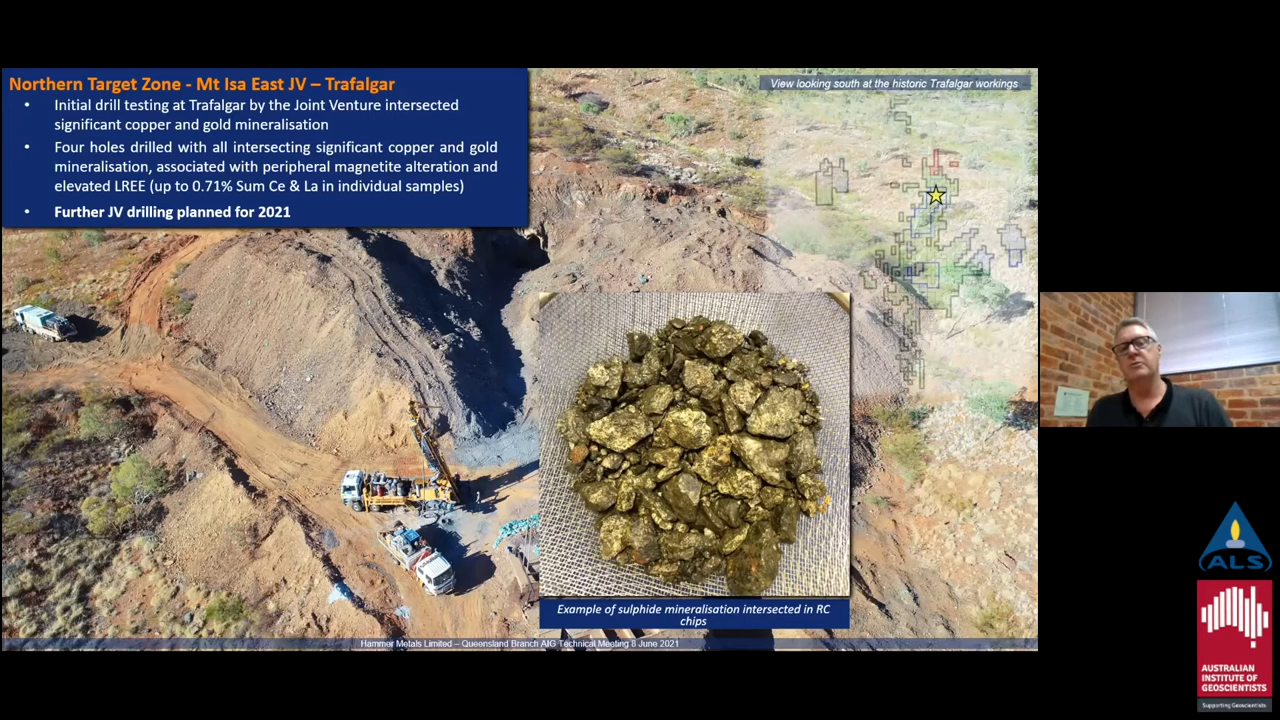 Northern Target Zone - Mt Isa East JV – Trafalgar
• Initial drill testing at Trafalgar by the Joint Venture intersected
significant copper and gold mineralisation
• Four holes drilled with all intersecting significant copper and gold
mineralisation, associated with peripheral magnetite alteration and
elevated LREE (up to 0.71% Sum Ce & La in individual samples)
• Further JV drilling planned for 2021
View looking south at the historic Trafalgar workings
Example of sulphide mineralisation intersected in RC
chips
Hammer Metals Limited – Queensland Branch AIG Technical Meeting 8 June 2021
ALS
AUSTRALIAN
INSTITUTE OF
GEOSCIENTISTS
Supporting Geoscientists